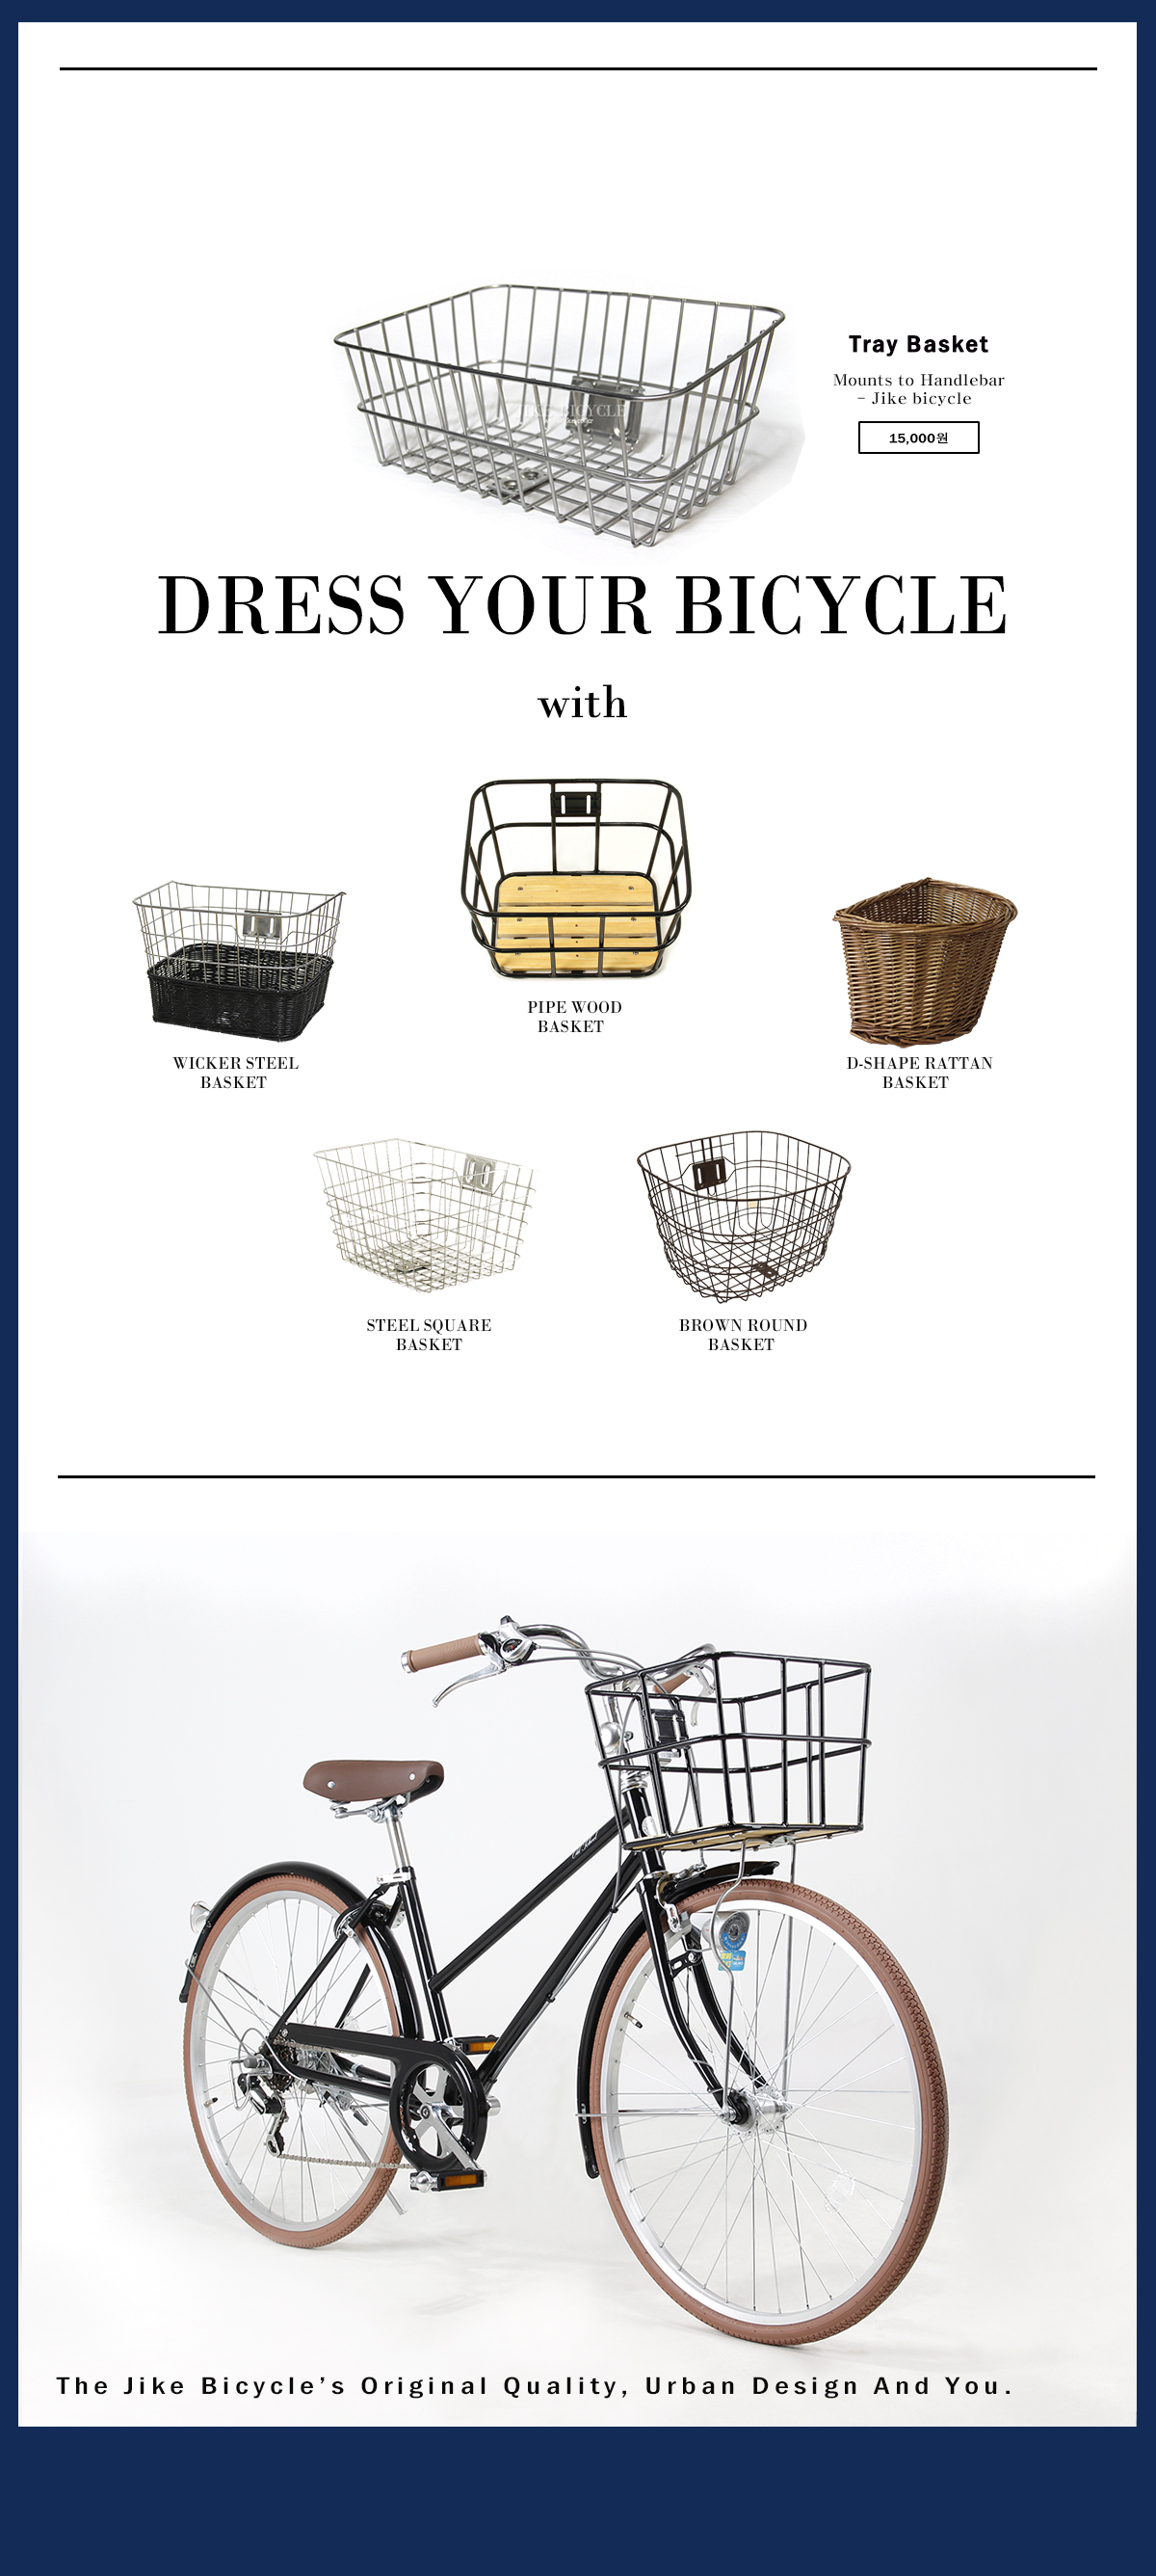 Tray Basket
Mounts to Handlebar
– Jike bicycle
15,000원
JIKE BICYCLE
DRESS YOUR BICYCLE
with
PIPE WOOD
BASKET
WICKER STEEL
BASKET
D-SHAPE RATTAN
BASKET
STEEL SQUARE
BASKET
BROWN ROUND
BASKET
The Jike Bicycle’s Original Quality, Urban Design And You.